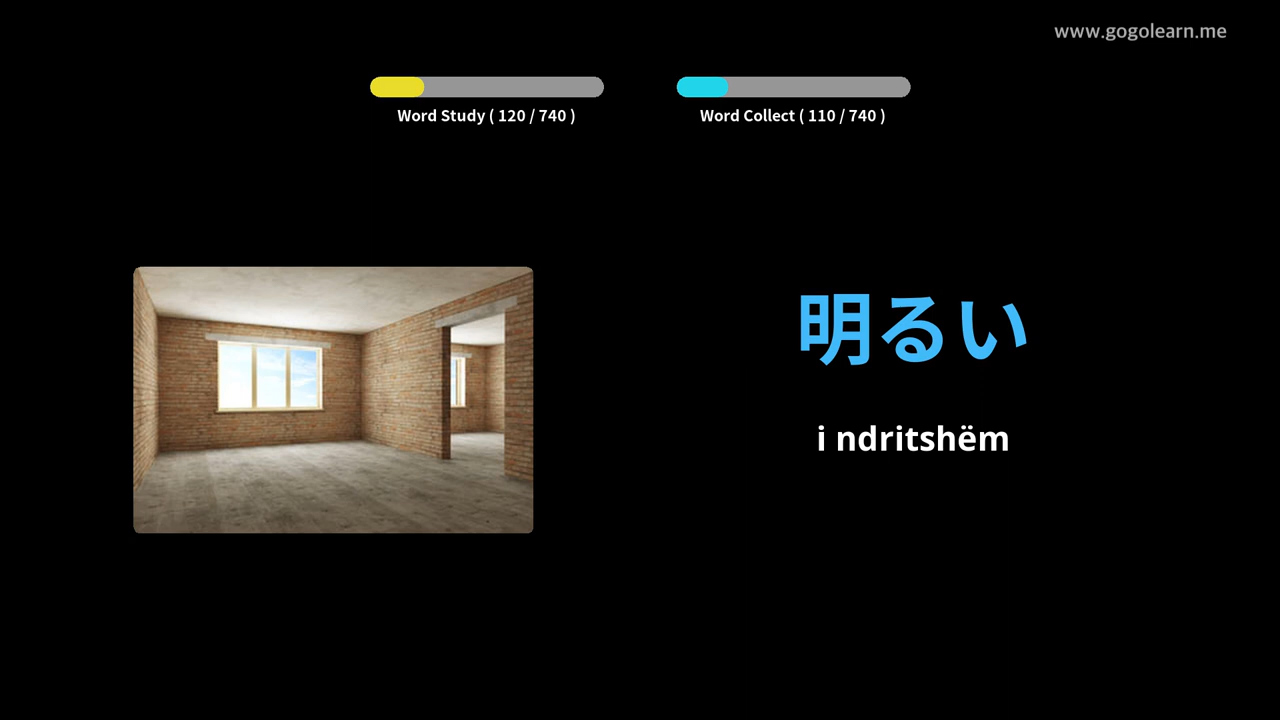 www.gogolearn.me
Word Study ( 120 / 740 )
Word Collect ( 110 / 740 )
明るい
i ndritshëm